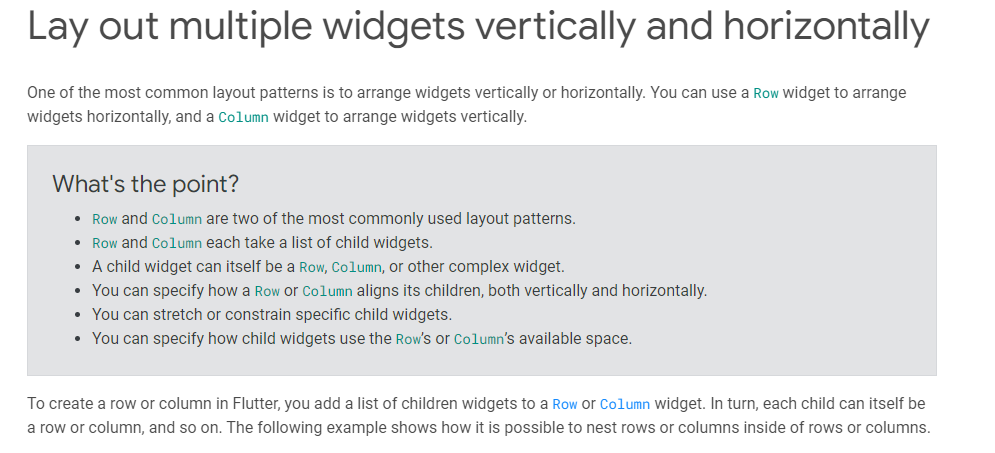 Lay out multiple widgets vertically and horizontally
One of the most common layout patterns is to arrange widgets vertically or horizontally. You can use a Row widget to arrange
widgets horizontally, and a Column widget to arrange widgets vertically.
What's the point?
• Row and Column are two of the most commonly used layout patterns.
• Row and Column each take a list of child widgets.
• A child widget can itself be a Row, Column, or other complex widget.
• You can specify how a Row or Column aligns its children, both vertically and horizontally.
• You can stretch or constrain specific child widgets.
• You can specify how child widgets use the Row’s or Column’s available space.
To create a row or column in Flutter, you add a list of children widgets to a Row or Column widget. In turn, each child can itself be
a row or column, and so on. The following example shows how it is possible to nest rows or columns inside of rows or columns.